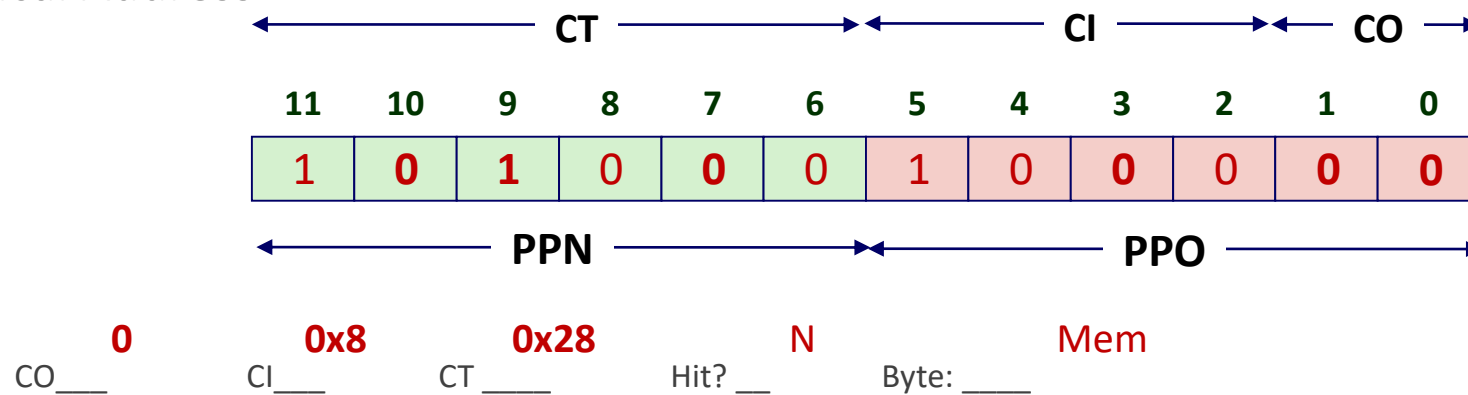 CT CI CO
11 10 9 8 7 6 5 4 3 2 1 0
1 0 1 0 0 0 1 0 0 0 0 0
PPN PPO
0 0x8 0x28 N Mem
CO___ CI___ CT ____ Hit? __ Byte: ____